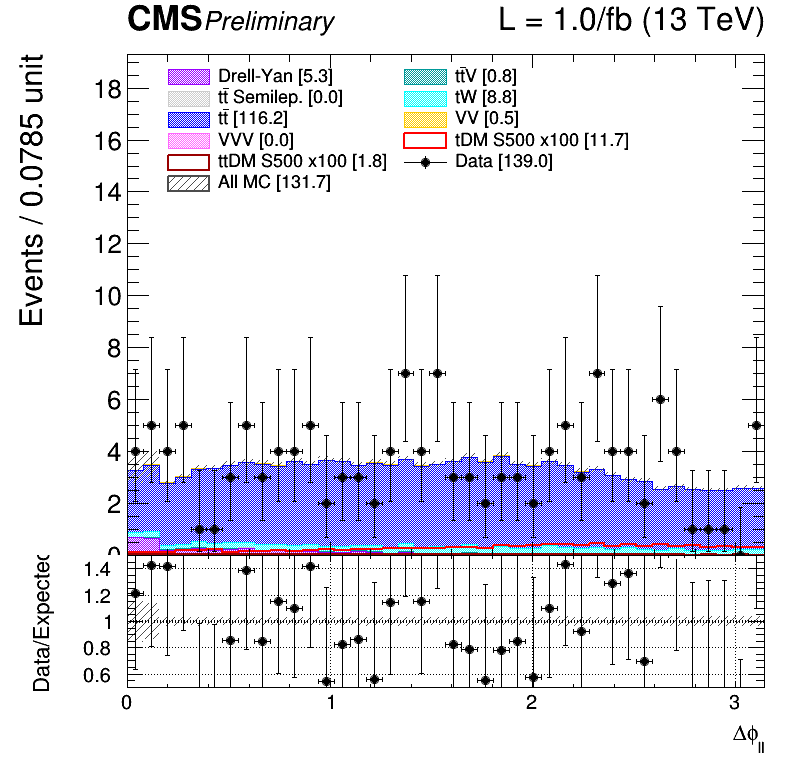 CMS Preliminary L = 1.0/fb (13 TeV)
Events / 0.0785 unit
Drell-Yan [5.3]
tt̄ Semilep. [0.0]
tt̄ [116.2]
VVV [0.0]
ttDM S500 x100 [1.8]
All MC [131.7]
tt̄V [0.8]
tW [8.8]
VV [0.5]
tDM S500 x100 [11.7]
Data [139.0]
18
16
14
12
10
8
6
4
2
0
Data/Expected
1.4
1.2
1
0.8
0.6
0 1 2 3
Δϕ_ll